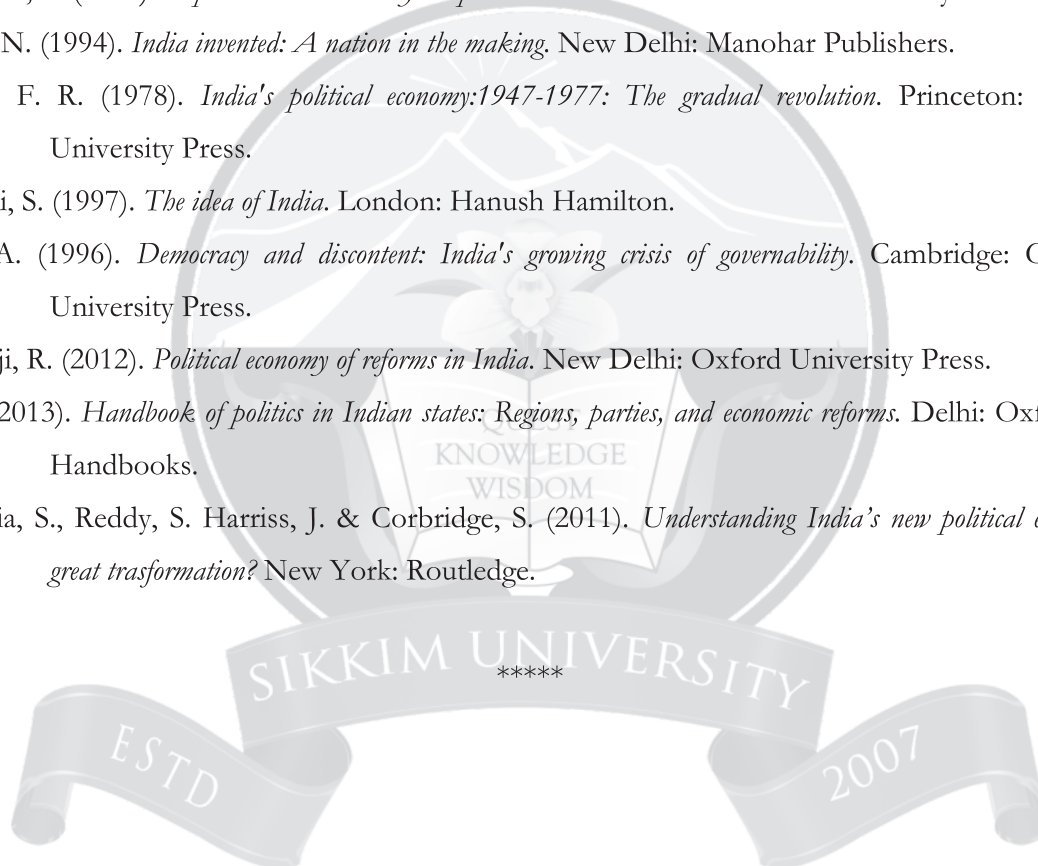 N. (1994). India invented: A nation in the making. New Delhi: Manohar Publishers.
F. R. (1978). India's political economy:1947-1977: The gradual revolution. Princeton:
University Press.
i, S. (1997). The idea of India. London: Hanush Hamilton.
A. (1996). Democracy and discontent: India's growing crisis of governability. Cambridge:
University Press.
ji, R. (2012). Political economy of reforms in India. New Delhi: Oxford University Press.
2013). Handbook of politics in Indian states: Regions, parties, and economic reforms. Delhi: Oxf
Handbooks.
ia, S., Reddy, S. Harriss, J. & Corbridge, S. (2011). Understanding India's new political
great trasformation? New York: Routledge.
QUEST
KNOWLEDGE
WISDOM
*****
SIKKIM UNIVERSITY
ESTD
2007